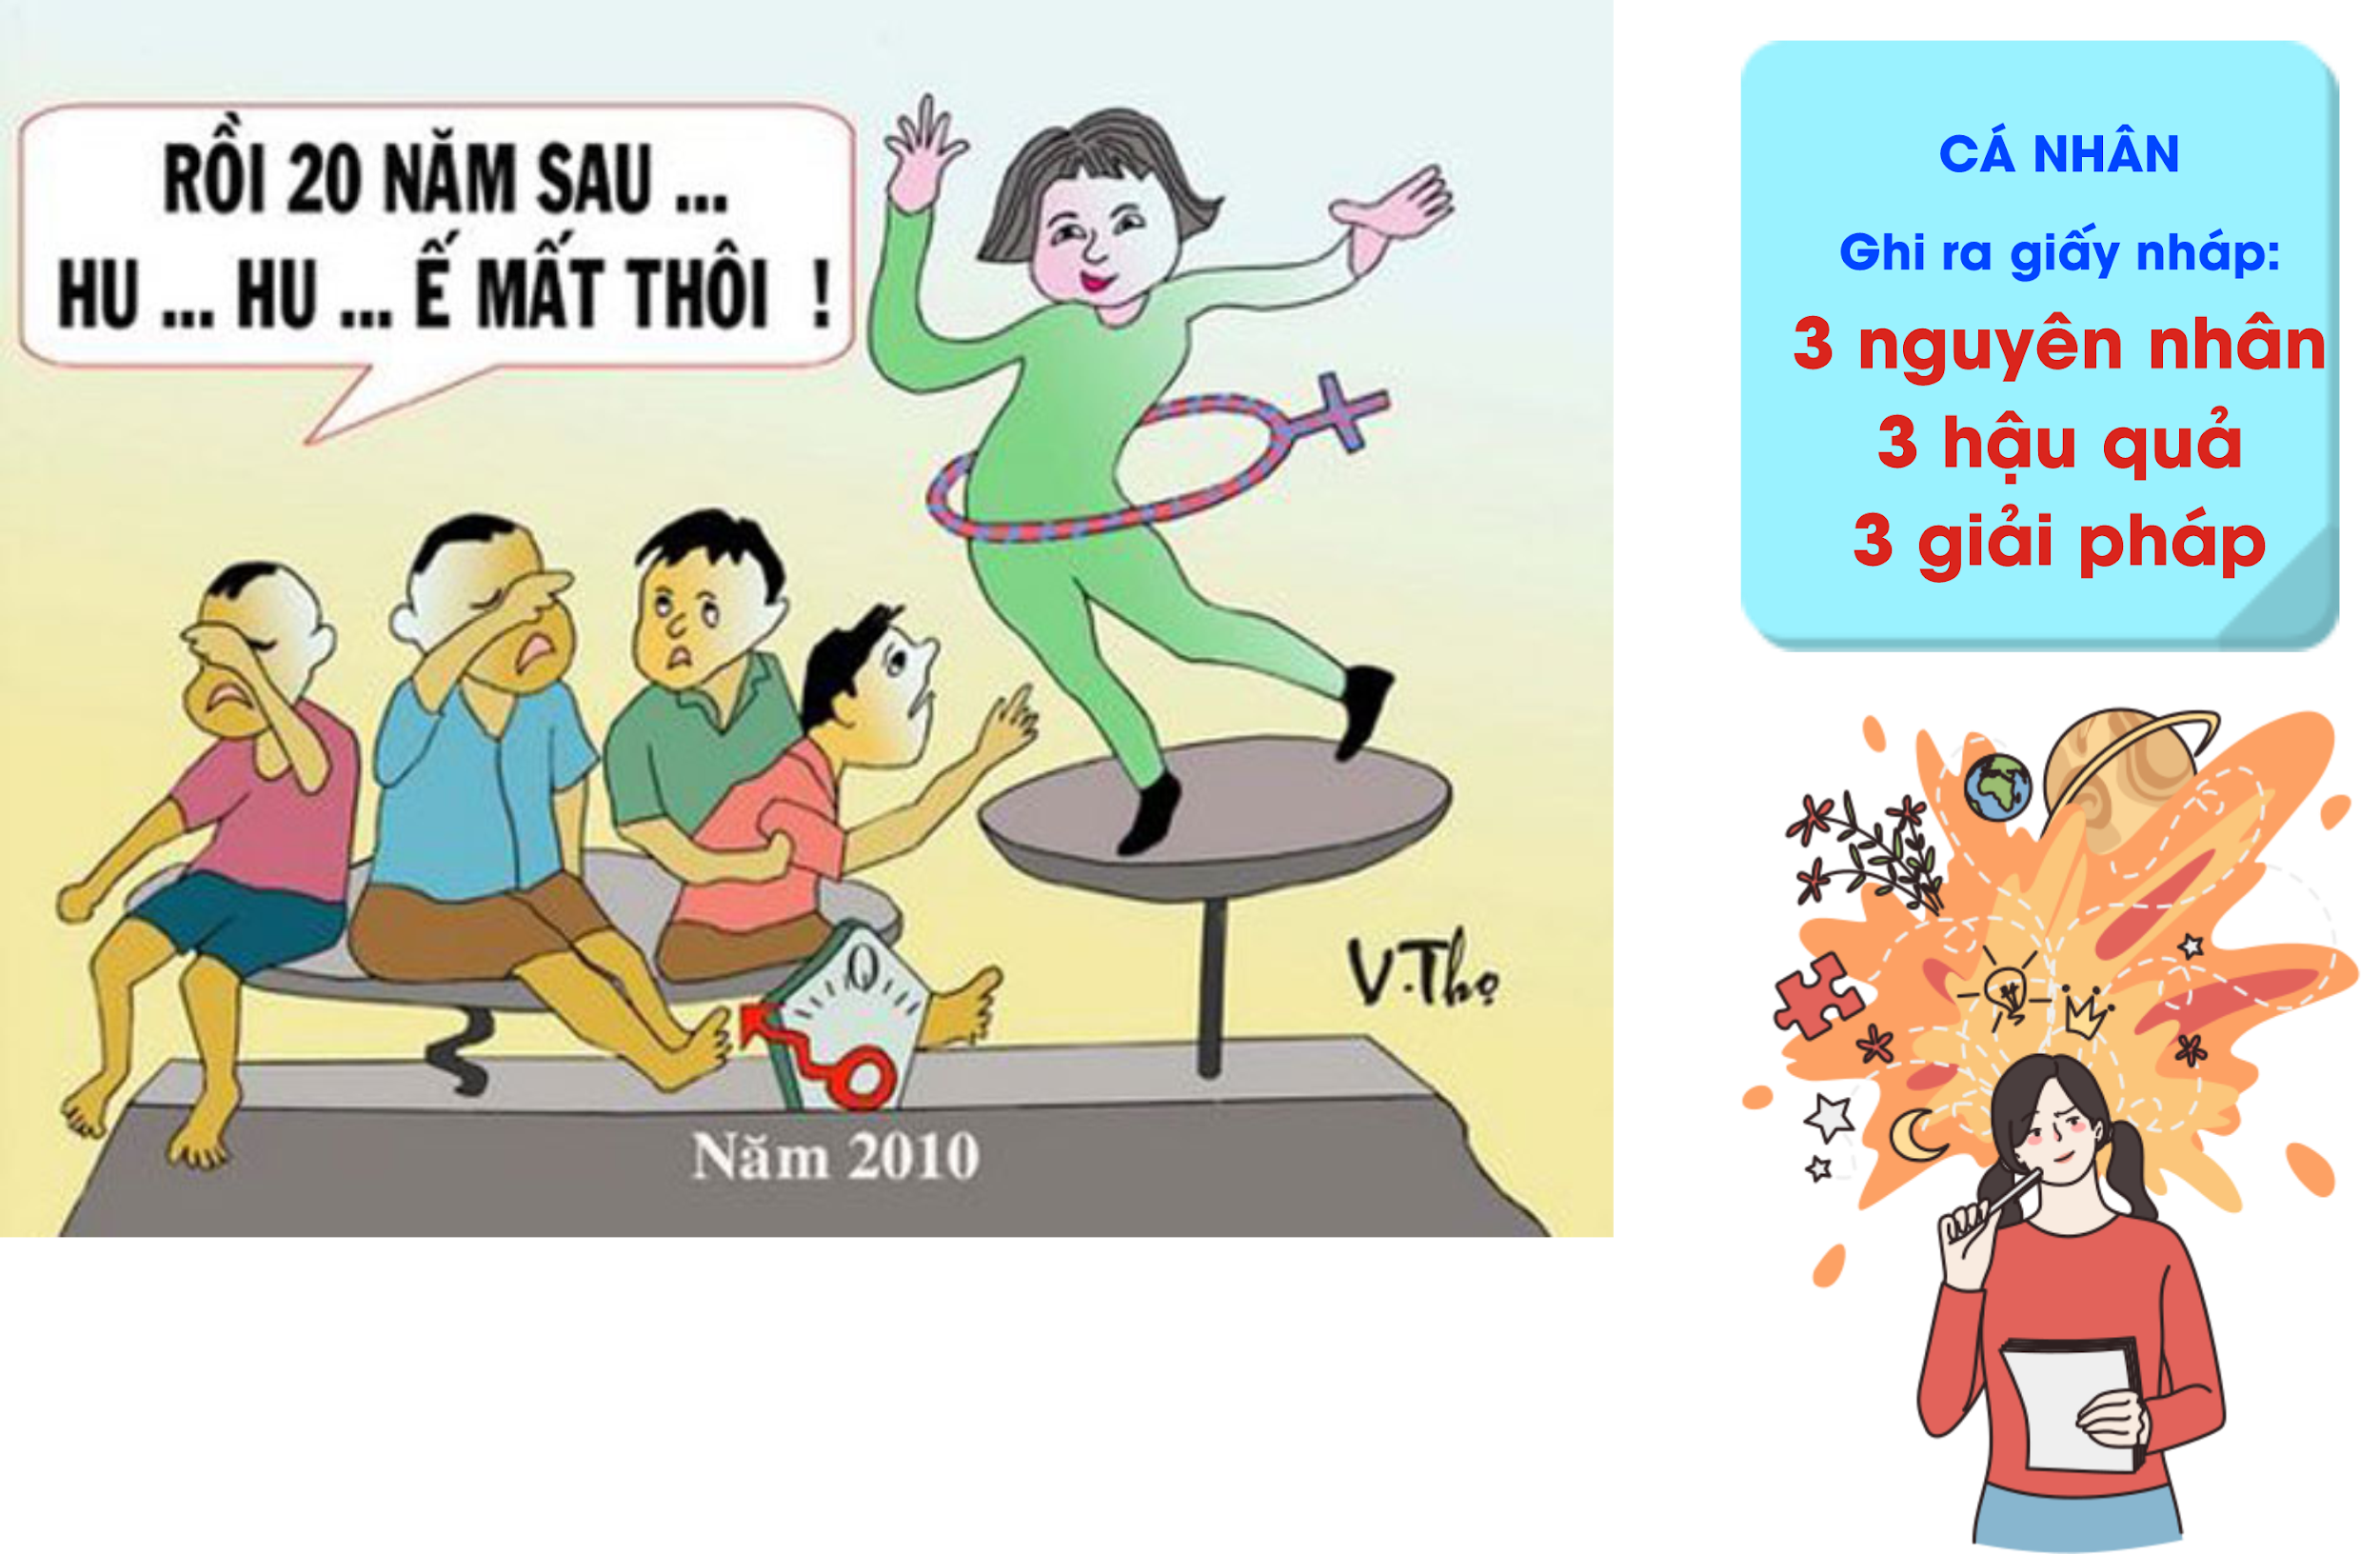 RỒI 20 NĂM SAU ...
HU ... HU ... Ế MẤT THÔI !
V.Thọ
O
Năm 2010
CÁ NHÂN
Ghi ra giấy nháp:
3 nguyên nhân
3 hậu quả
3 giải pháp